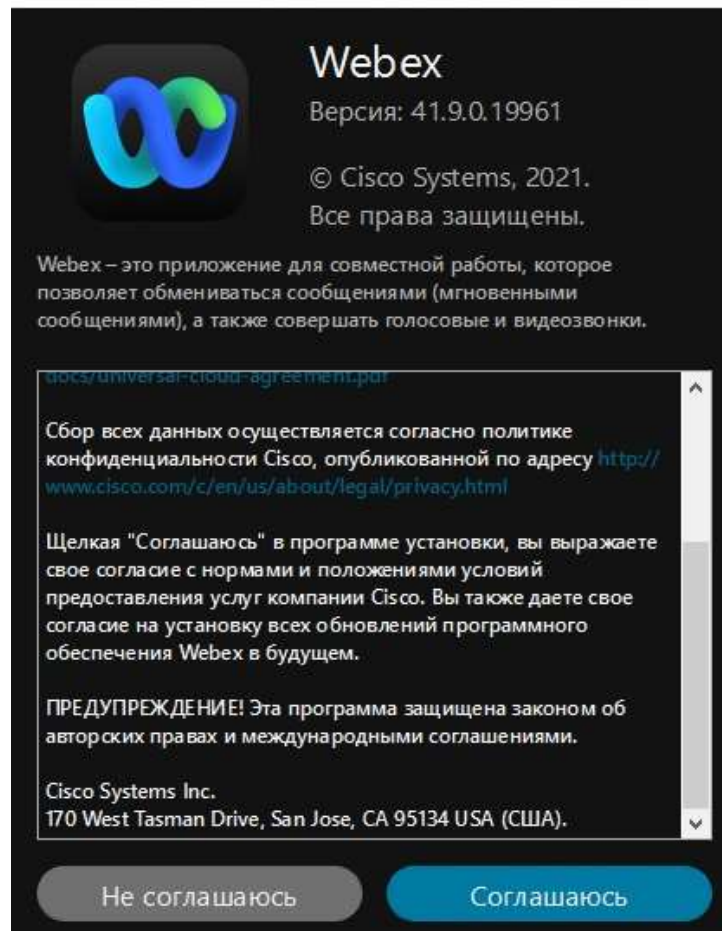 Webex
Версия: 41.9.0.19961
© Cisco Systems, 2021.
Все права защищены.
Webex – это приложение для совместной работы, которое
позволяет обмениваться сообщениями (мгновенными
сообщениями), а также совершать голосовые и видеозвонки.
docs/universal-cloud-agreement.pdf
Сбор всех данных осуществляется согласно политике
конфиденциальности Cisco, опубликованной по адресу http://
www.cisco.com/c/en/us/about/legal/privacy.html
Щелкая "Соглашаюсь" в программе установки, вы выражаете
свое согласие с нормами и положениями условий
предоставления услуг компании Cisco. Вы также даете свое
согласие на установку всех обновлений программного
обеспечения Webex в будущем.
ПРЕДУПРЕЖДЕНИЕ! Эта программа защищена законом об
авторских правах и международными соглашениями.
Cisco Systems Inc.
170 West Tasman Drive, San Jose, CA 95134 USA (США).
Не соглашаюсь
Соглашаюсь